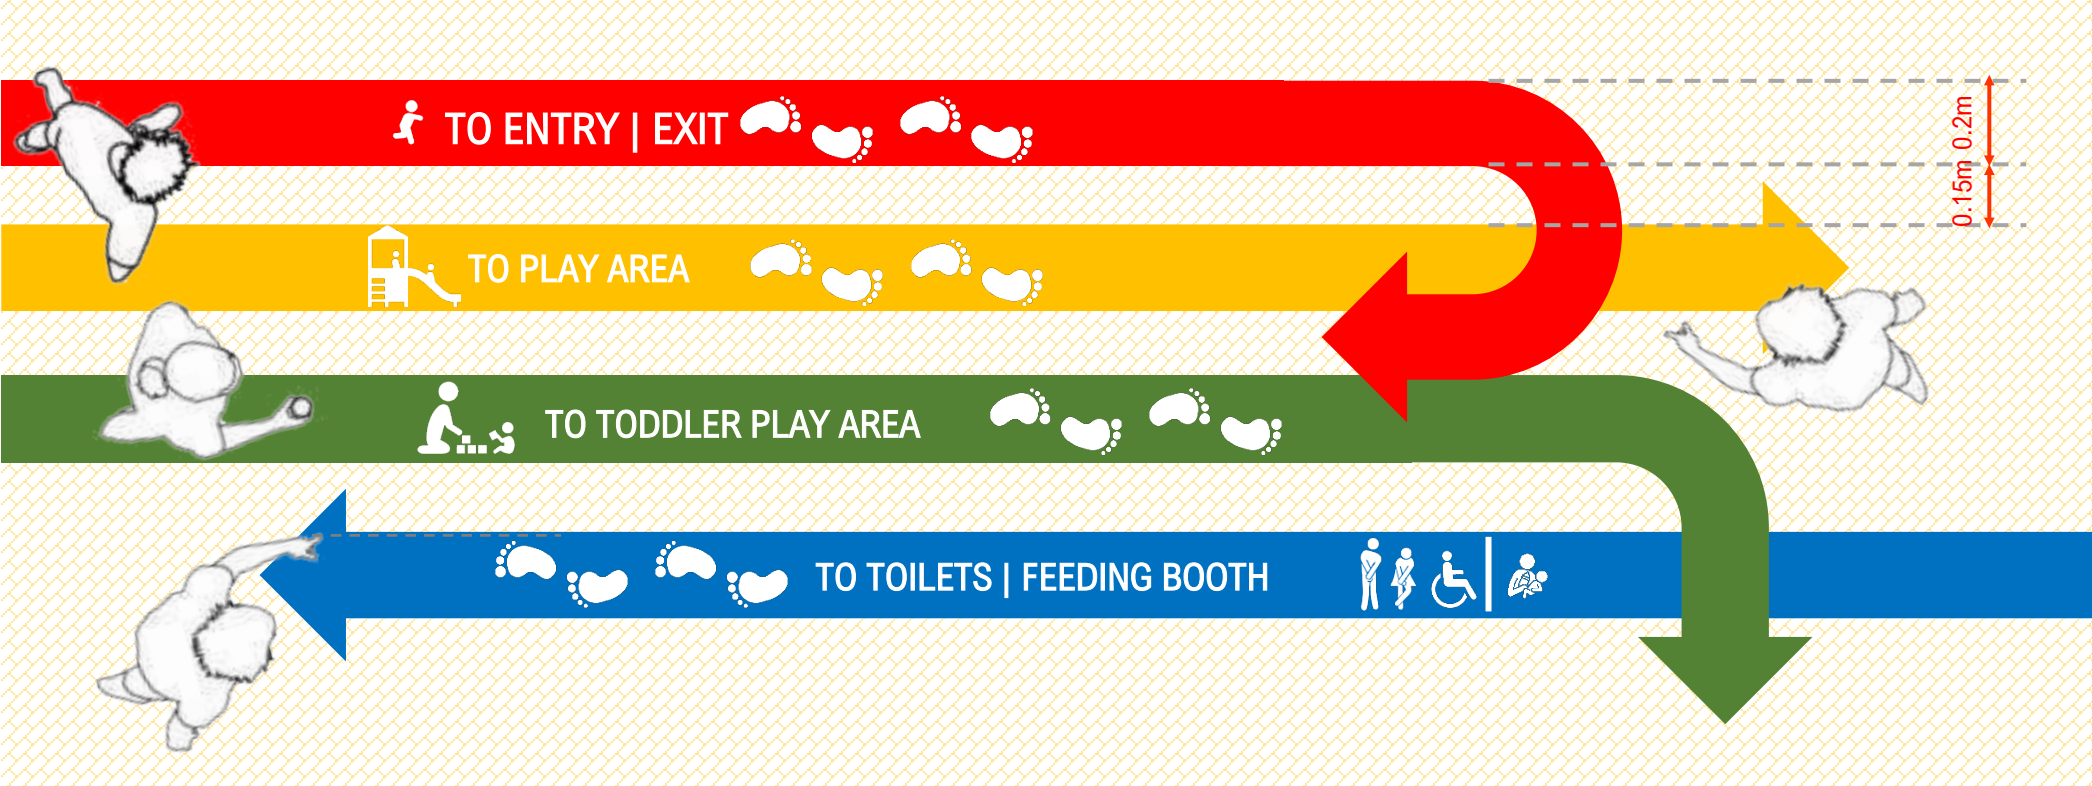 TO ENTRY | EXIT
0.2m
0.15m
TO PLAY AREA
TO TODDLER PLAY AREA
TO TOILETS | FEEDING BOOTH